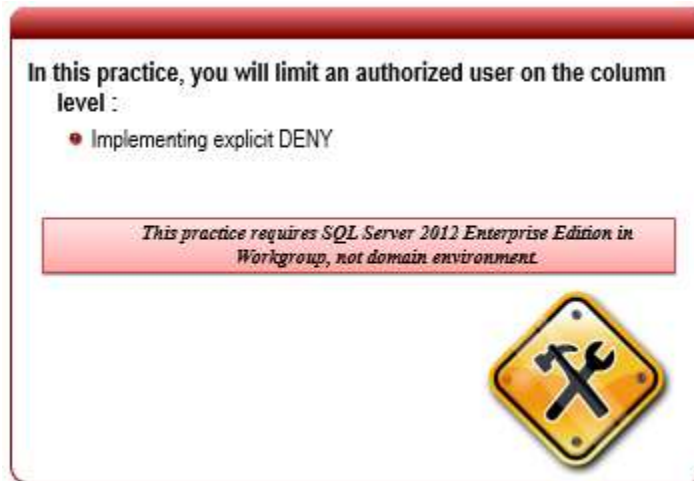 In this practice, you will limit an authorized user on the column
level :
Implementing explicit DENY
This practice requires SQL Server 2012 Enterprise Edition in
Workgroup, not domain environment.